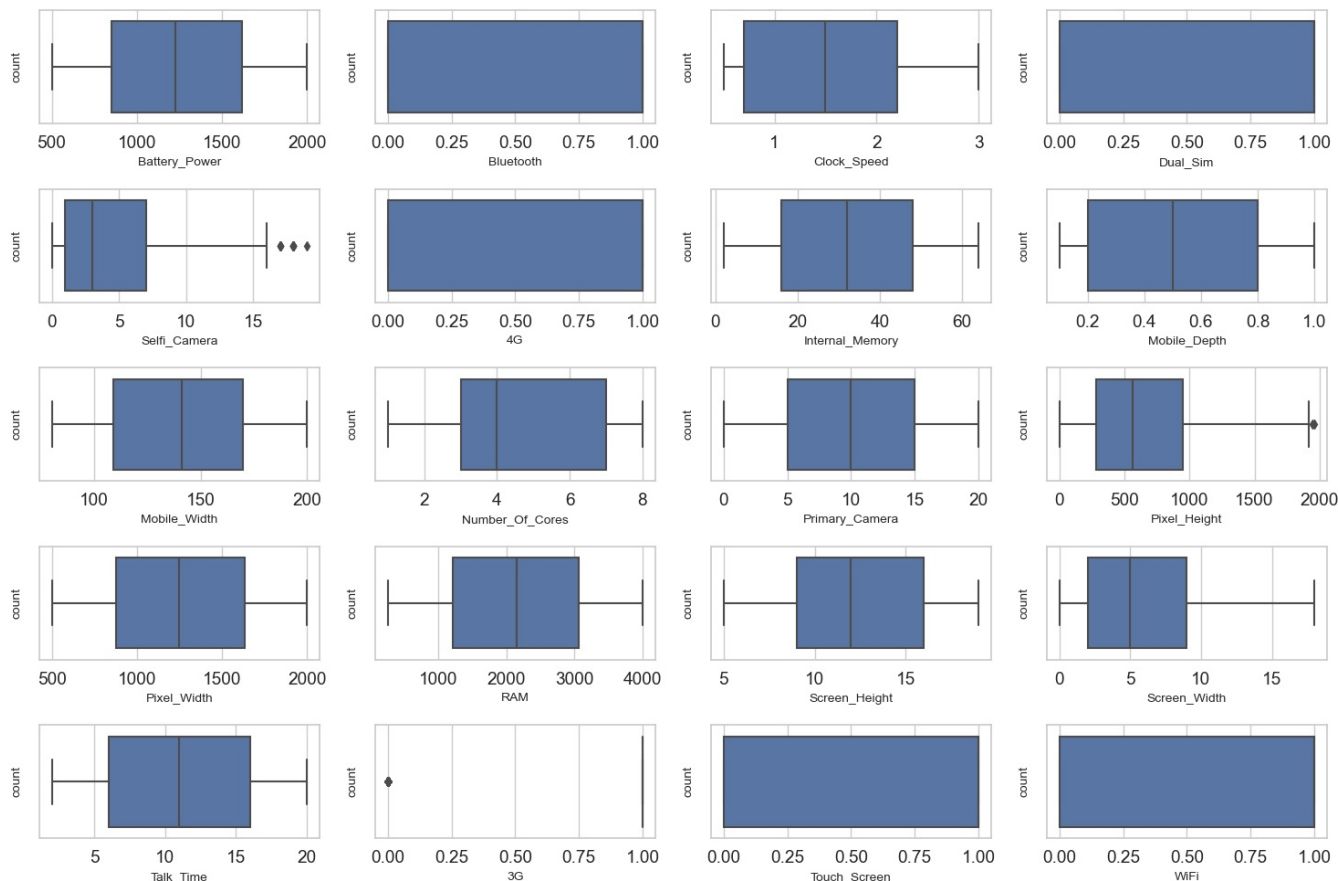 count count count count
500 1000 1500 2000 0.00 0.25 0.50 0.75 1.00 1 2 3 0.00 0.25 0.50 0.75 1.00
Battery_Power Bluetooth Clock_Speed Dual_Sim
count count count count
0 5 10 15 0.00 0.25 0.50 0.75 1.00 0 20 40 60 0.2 0.4 0.6 0.8 1.0
Selfi_Camera 4G Internal_Memory Mobile_Depth
count count count count
100 150 200 2 4 6 8 0 5 10 15 20 0 500 1000 1500 2000
Mobile_Width Number_Of_Cores Primary_Camera Pixel_Height
count count count count
500 1000 1500 2000 1000 2000 3000 4000 5 10 15 0 5 10 15
Pixel_Width RAM Screen_Height Screen_Width
count count count count
5 10 15 20 0.00 0.25 0.50 0.75 1.00 0.00 0.25 0.50 0.75 1.00 0.00 0.25 0.50 0.75 1.00
Talk_Time 3G Touch_Screen WiFi